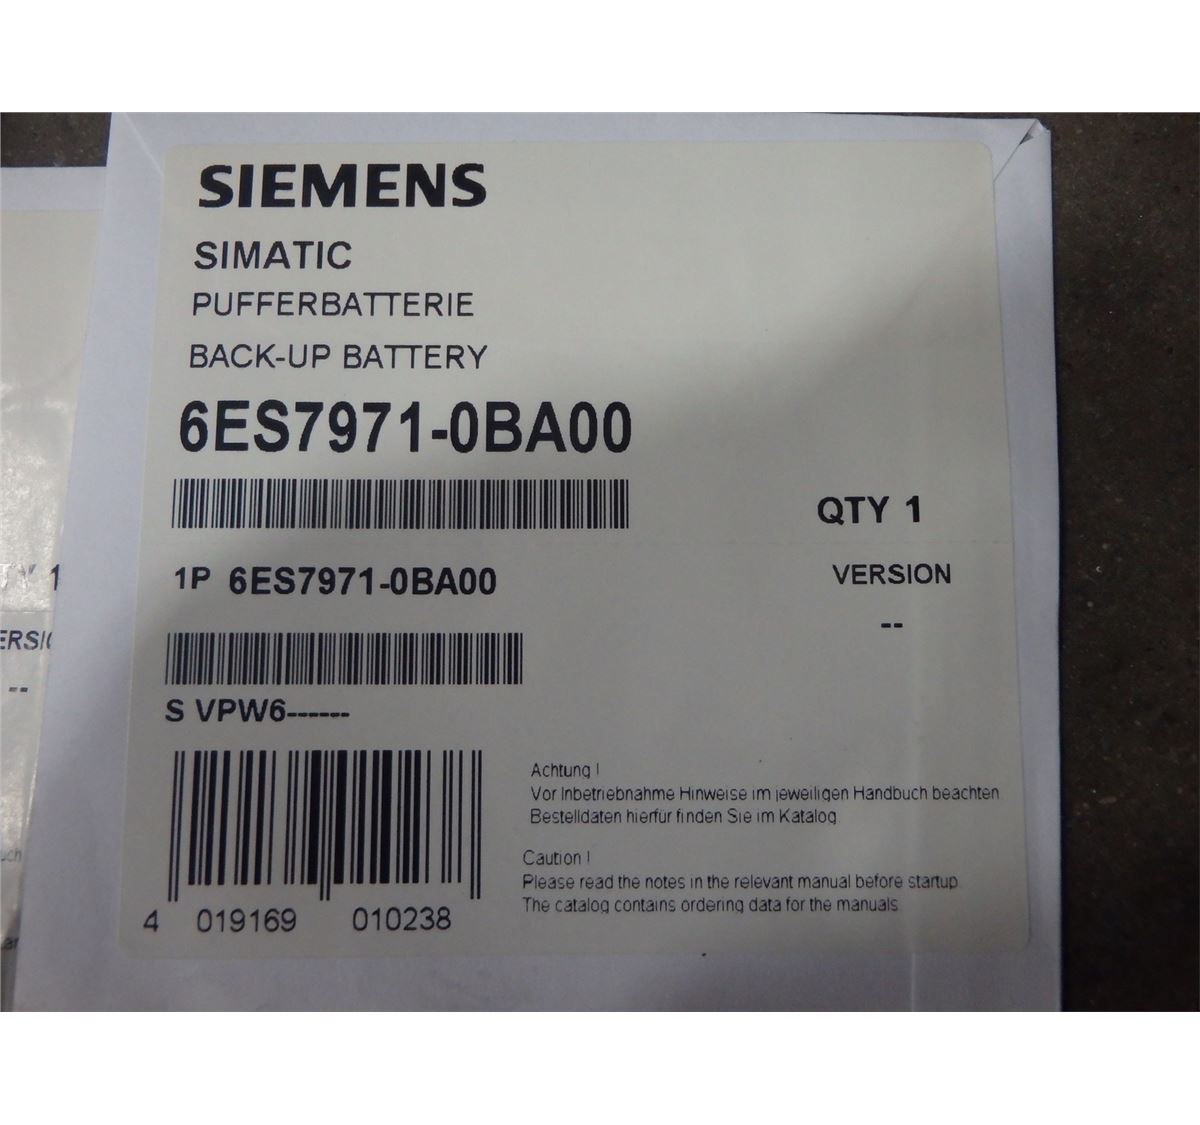 SIEMENS
SIMATIC
PUFFERBATTERIE
BACK-UP BATTERY
6ES7971-0BA00
QTY 1
1P 6ES7971-0BA00
VERSION
--
S VPW6------
Achtung !
Vor Inbetriebnahme Hinweise im jeweiligen Handbuch beachten.
Bestelldaten hierfür finden Sie im Katalog.
Caution !
Please read the notes in the relevant manual before startup.
The catalog contains ordering data for the manuals.
4 019169 010238
1
--